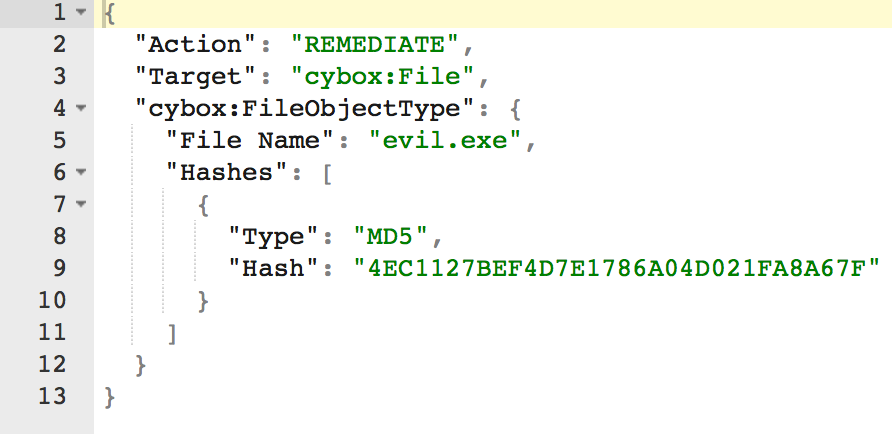 1 {
2 "Action": "REMEDIATE",
3 "Target": "cybox:File",
4 "cybox:FileObjectType": {
5 "File Name": "evil.exe",
6 "Hashes": [
7 {
8 "Type": "MD5",
9 "Hash": "4EC1127BEF4D7E1786A04D021FA8A67F"
10 }
11 ]
12 }
13 }